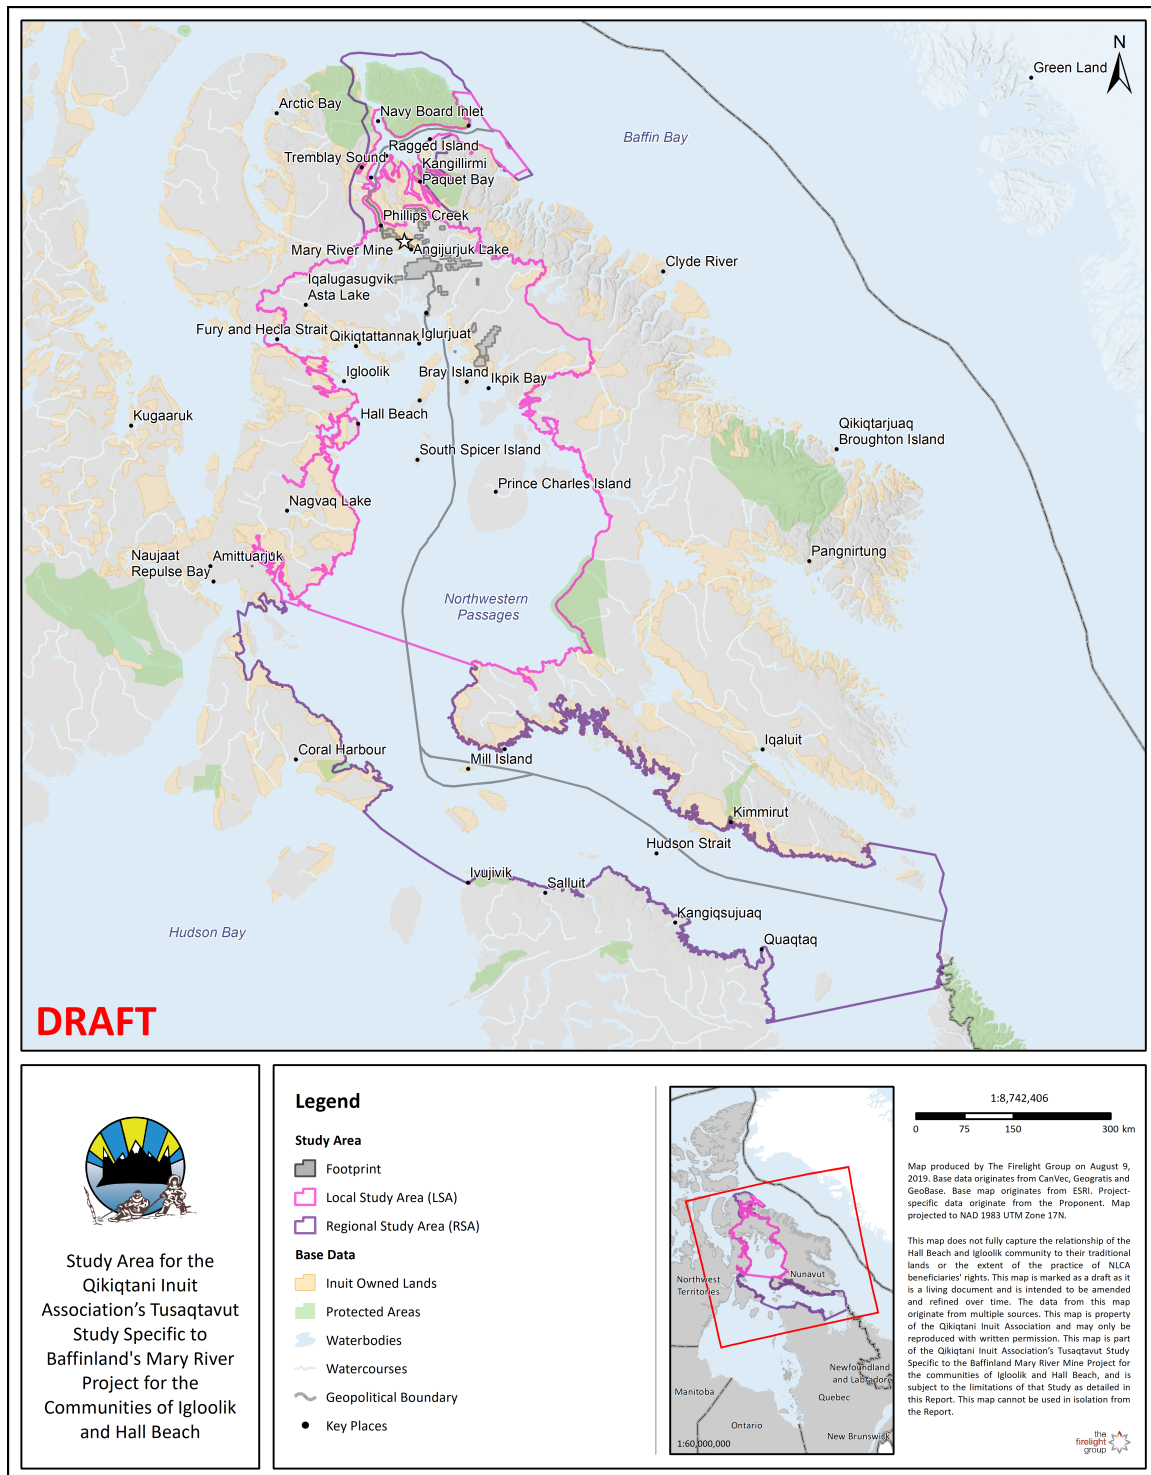 N
Green Land
Arctic Bay
Navy Board Inlet
Baffin Bay
Ragged Island
Tremblay Sound
Kangillirmi
Paquet Bay
Phillips Creek
Mary River Mine
Angijurjuk Lake
Clyde River
Iqalugasugvik
Asta Lake
Fury and Hecla Strait
Qikiqtattannak
Iglurjuat
Igloolik
Bray Island
Ikpik Bay
Kugaaruk
Hall Beach
Qikiqtarjuaq
Broughton Island
South Spicer Island
Prince Charles Island
Nagvaq Lake
Naujaat
Repulse Bay
Amittuarjuk
Pangnirtung
Northwestern
Passages
Coral Harbour
Iqaluit
Mill Island
Kimmirut
Hudson Strait
Ivujivik
Salluit
Kangiqsujuaq
Hudson Bay
Quaqtaq
DRAFT
Study Area for the
Qikiqtani Inuit
Association's Tusaqtavut
Study Specific to
Baffinland's Mary River
Project for the
Communities of Igloolik
and Hall Beach
Legend
Study Area
Footprint
Local Study Area (LSA)
Regional Study Area (RSA)
Base Data
Inuit Owned Lands
Protected Areas
Waterbodies
Watercourses
Geopolitical Boundary
Key Places
Northwest
Territories
Nunavut
Newfoundland
and Labrador
Manitoba
Quebec
Ontario
New Brunswick
1:60,000,000
1:8,742,406
0 75 150 300 km
Map produced by The Firelight Group on August 9,
2019. Base data originates from CanVec, Geogratis and
GeoBase. Base map originates from ESRI. Project-
specific data originate from the Proponent. Map
projected to NAD 1983 UTM Zone 17N.
This map does not fully capture the relationship of the
Hall Beach and Igloolik community to their traditional
lands or the extent of the practice of NLCA
beneficiaries' rights. This map is marked as a draft as it
is a living document and is intended to be amended
and refined over time. The data from this map
originate from multiple sources. This map is property
of the Qikiqtani Inuit Association and may only be
reproduced with written permission. This map is part
of the Qikiqtani Inuit Association's Tusaqtavut Study
Specific to the Baffinland Mary River Mine Project for
the communities of Igloolik and Hall Beach, and is
subject to the limitations of that Study as detailed in
this Report. This map cannot be used in isolation from
the Report.
the
firelight
group